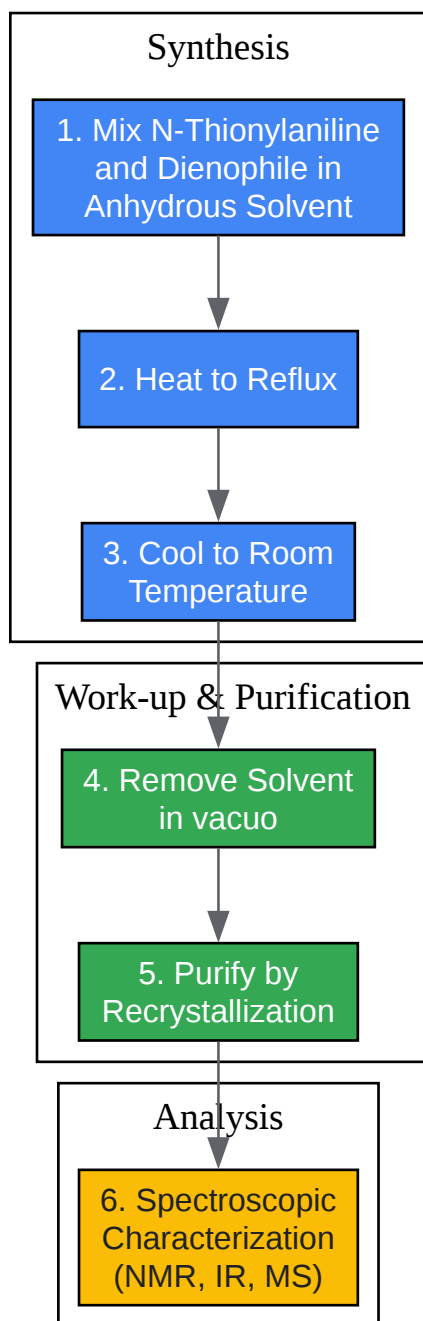 Synthesis
1. Mix N-Thionylaniline
and Dienophile in
Anhydrous Solvent
2. Heat to Reflux
3. Cool to Room
Temperature
Work-up & Purification
4. Remove Solvent
in vacuo
5. Purify by
Recrystallization
Analysis
6. Spectroscopic
Characterization
(NMR, IR, MS)